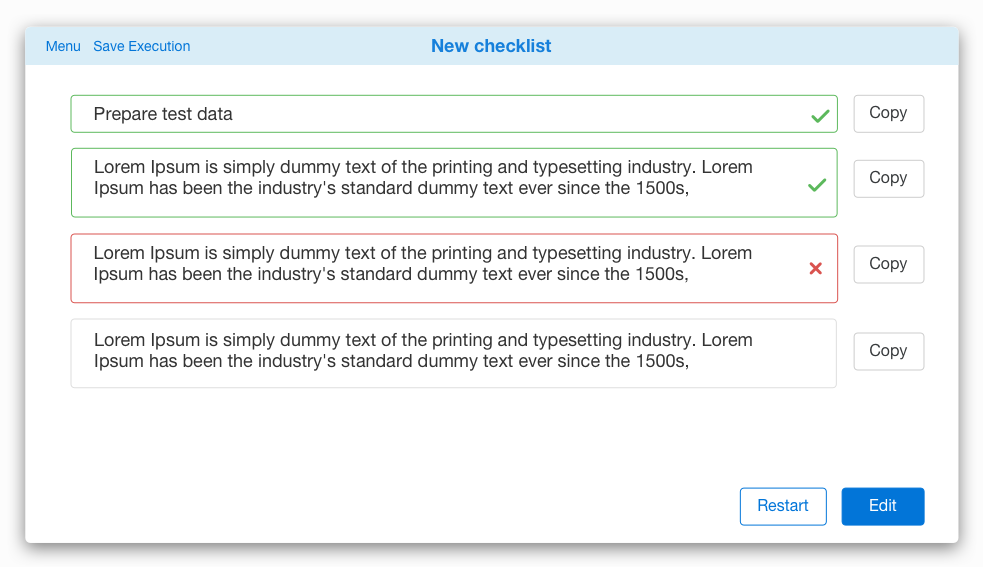 Menu Save Execution New checklist
Prepare test data
Copy
Lorem Ipsum is simply dummy text of the printing and typesetting industry. Lorem
Ipsum has been the industry's standard dummy text ever since the 1500s,
Copy
Lorem Ipsum is simply dummy text of the printing and typesetting industry. Lorem
Ipsum has been the industry's standard dummy text ever since the 1500s,
Copy
Lorem Ipsum is simply dummy text of the printing and typesetting industry. Lorem
Ipsum has been the industry's standard dummy text ever since the 1500s,
Copy
Restart Edit